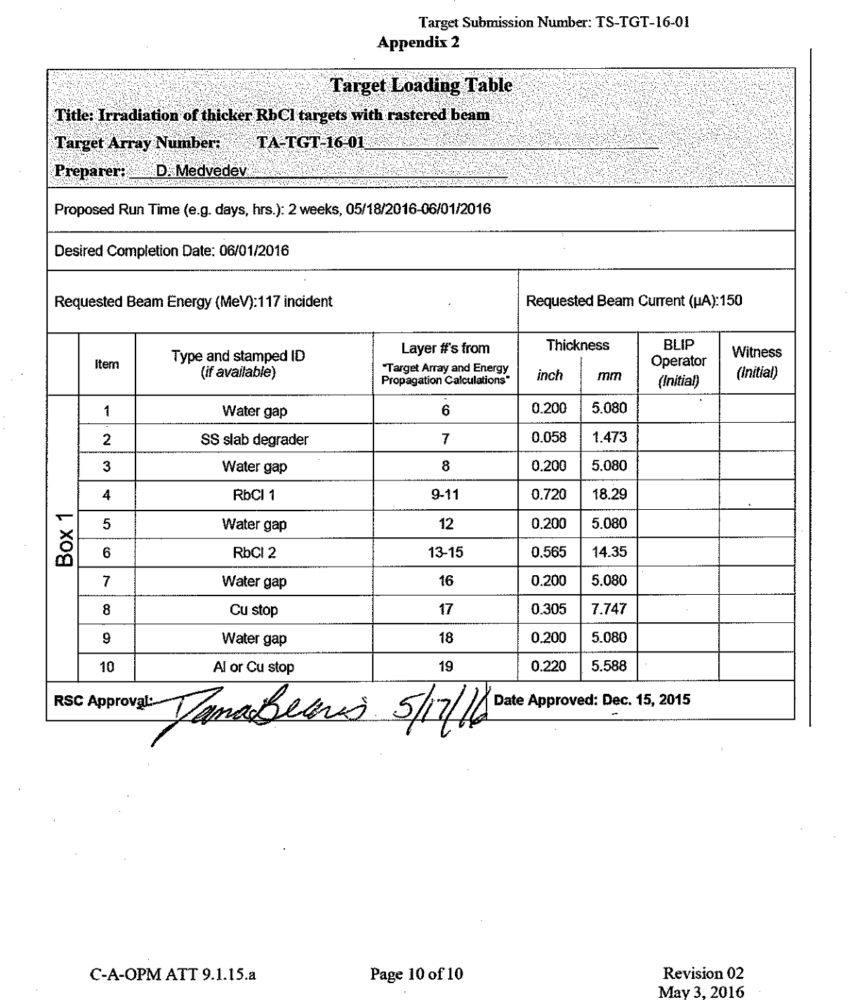 Target Submission Number: TS-TGT-16-01
Appendix 2
Target Loading Table
Title: Irradiation of thicker RbCl targets with rastered beam
Target Array Number: TA-TGT-16-01
Preparer: D. Medvedev
Proposed Run Time (e.g. days, hrs.): 2 weeks, 05/18/2016-06/01/2016
Desired Completion Date: 06/01/2016
Requested Beam Energy (MeV):117 incident Requested Beam Current (µA):150
Item Type and stamped ID (if available) Layer #'s from "Target Array and Energy Propagation Calculations" Thickness inch mm BLIP Operator (Initial) Witness (Initial)
Box 1
1 Water gap 6 0.200 5.080
2 SS slab degrader 7 0.058 1.473
3 Water gap 8 0.200 5.080
4 RbCl 1 9-11 0.720 18.29
5 Water gap 12 0.200 5.080
6 RbCl 2 13-15 0.565 14.35
7 Water gap 16 0.200 5.080
8 Cu stop 17 0.305 7.747
9 Water gap 18 0.200 5.080
10 Al or Cu stop 19 0.220 5.588
RSC Approval: Dana Beavis 5/17/16 Date Approved: Dec. 15, 2015
C-A-OPM ATT 9.1.15.a Page 10 of 10 Revision 02
May 3, 2016